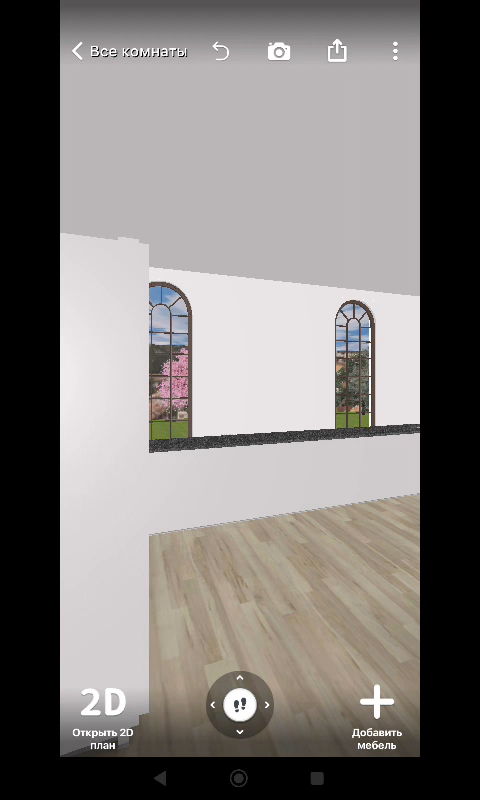 Все комнаты
2D
Открыть 2D
план
Добавить
мебель